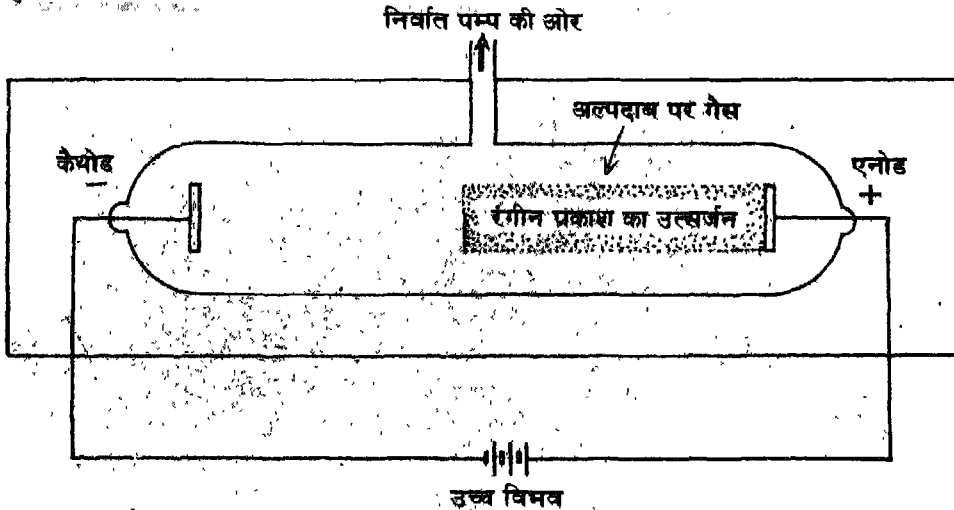 निर्वात पम्प की ओर
अल्पदाब पर गैस
कैथोड
−
एनोड
+
रंगीन प्रकाश का उत्सर्जन
उच्च विभव